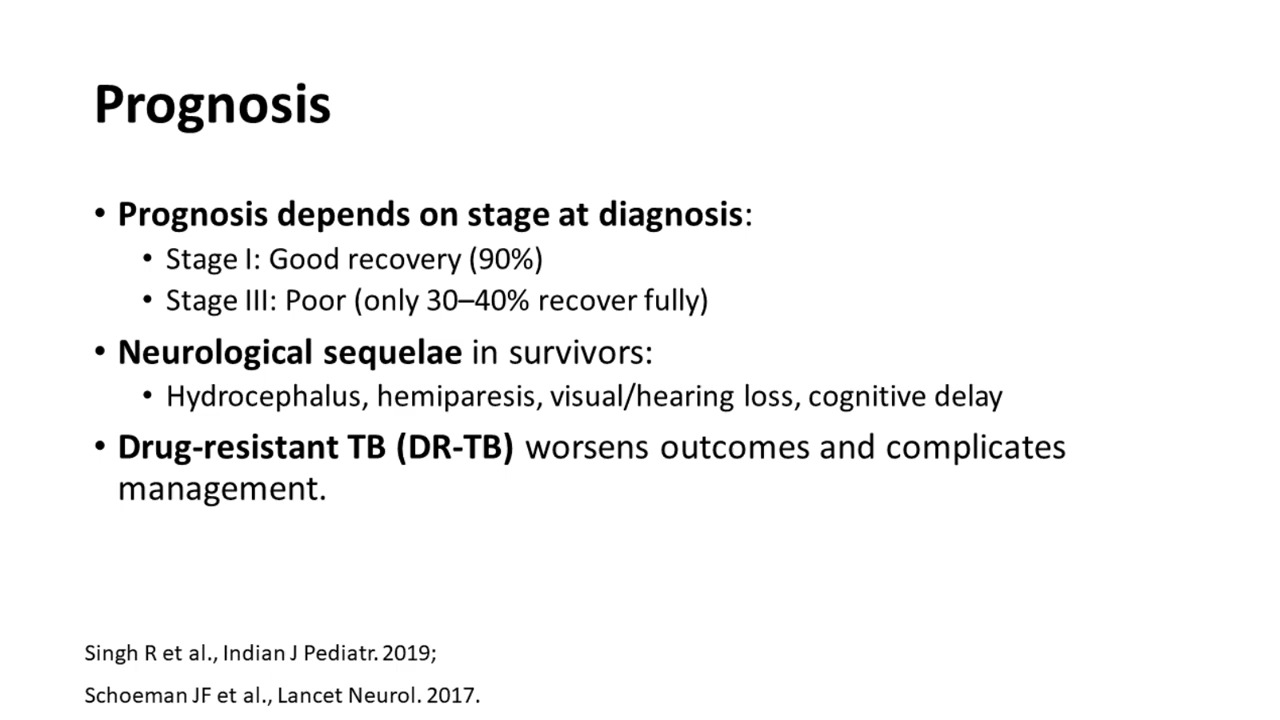 Prognosis
• Prognosis depends on stage at diagnosis:
• Stage I: Good recovery (90%)
• Stage III: Poor (only 30–40% recover fully)
• Neurological sequelae in survivors:
• Hydrocephalus, hemiparesis, visual/hearing loss, cognitive delay
• Drug-resistant TB (DR-TB) worsens outcomes and complicates
management.
Singh R et al., Indian J Pediatr. 2019;
Schoeman JF et al., Lancet Neurol. 2017.